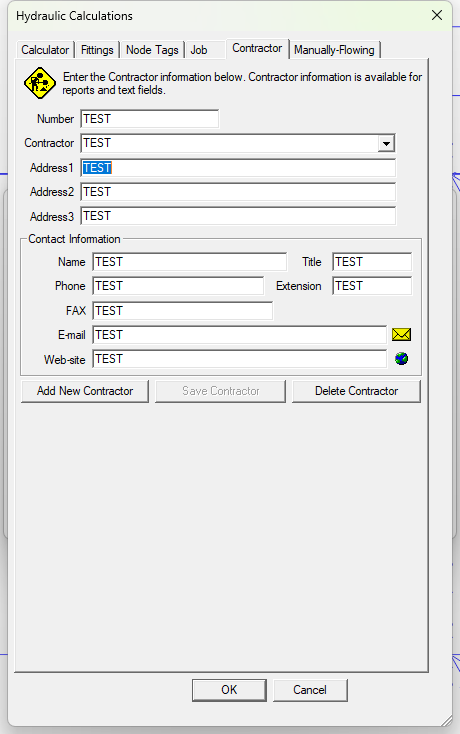 Hydraulic Calculations
Calculator Fittings Node Tags Job Contractor Manually-Flowing
Enter the Contractor information below. Contractor information is available for
reports and text fields.
Number TEST
Contractor TEST
Address1 TEST
Address2 TEST
Address3 TEST
Contact Information
Name TEST Title TEST
Phone TEST Extension TEST
FAX TEST
E-mail TEST
Web-site TEST
Add New Contractor Save Contractor Delete Contractor
OK Cancel